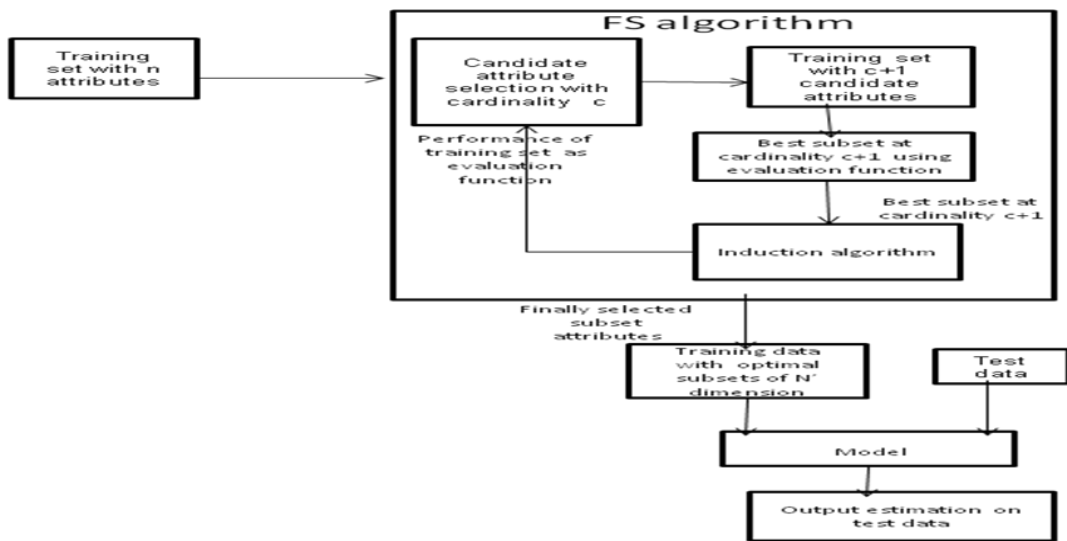 FS algorithm
Training
set with n
attributes
Candidate
attribute
selection with
cardinality c
Training set
with c+1
candidate
attributes
Performance of
training set as
evaluation
function
Best subset at
cardinality c+1 using
evaluation function
Best subset at
cardinality c+1
Induction algorithm
Finally selected
subset
attributes
Training data
with optimal
subsets of N'
dimension
Test
data
Model
Output estimation on
test data